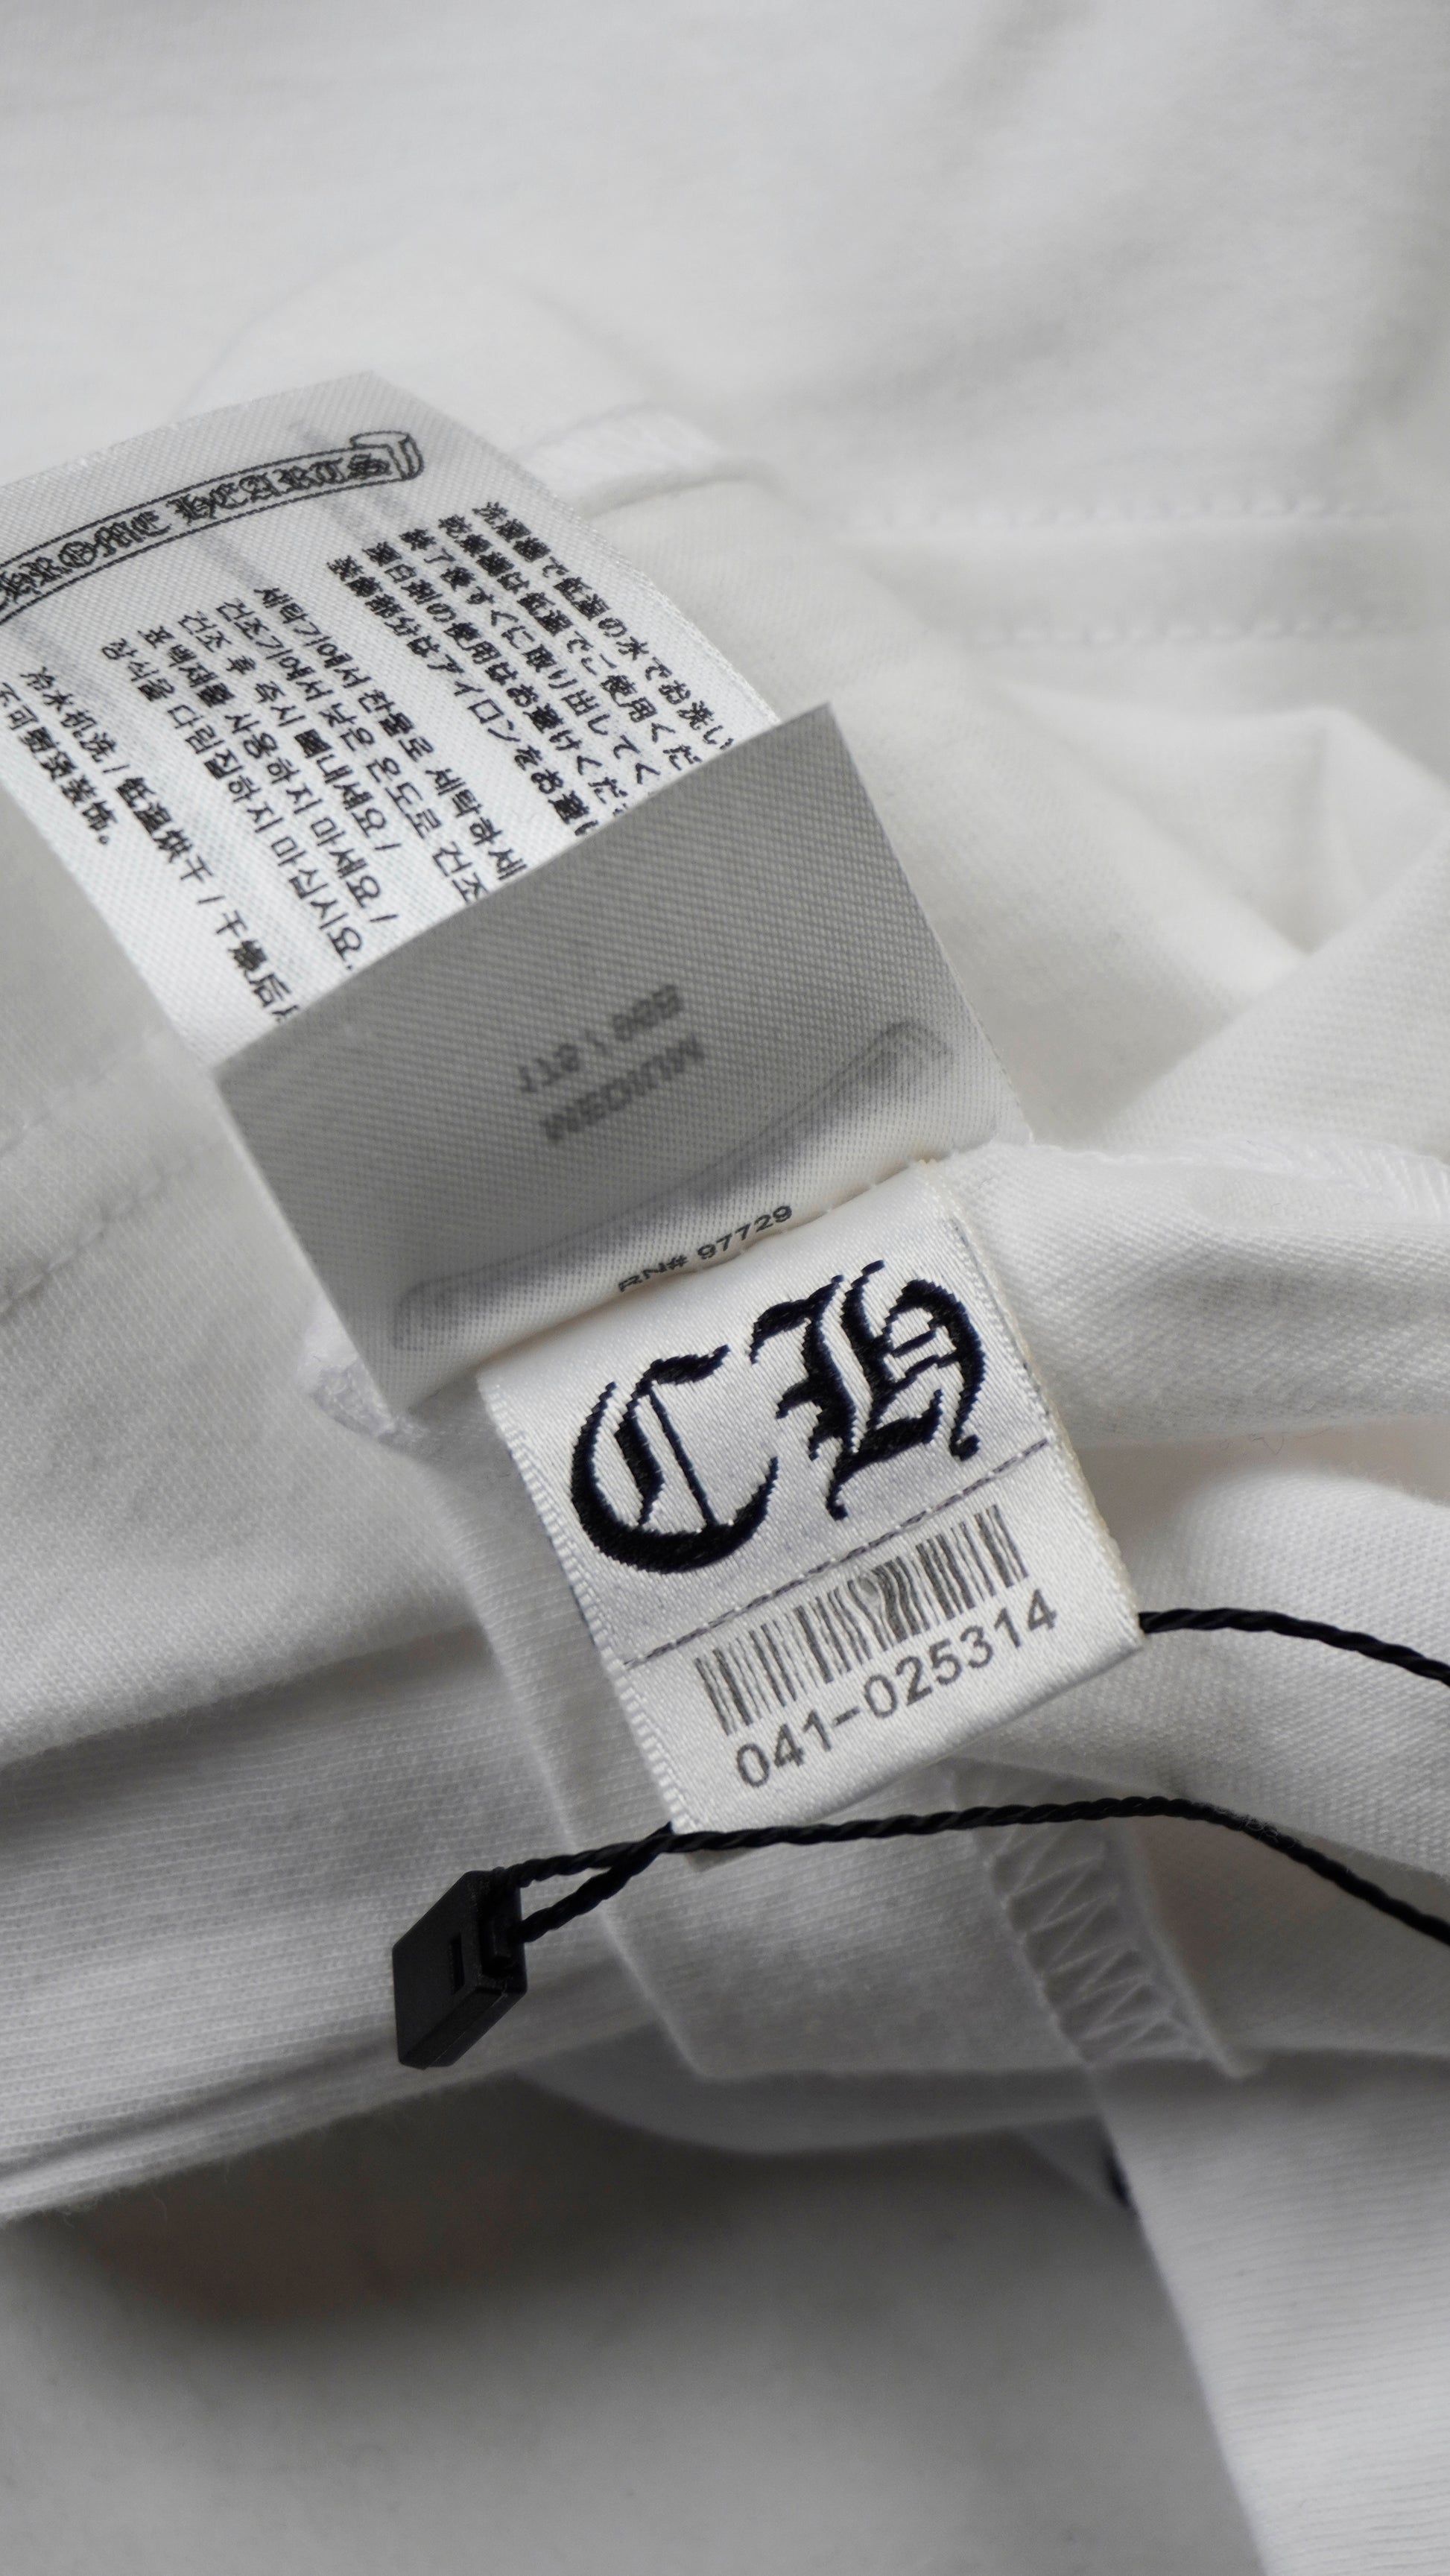 CHROME HEARTS
洗濯機で低温の水でお洗い
乾燥機は低温でご使用くだ
終了後すぐに取り出してく
漂白剤の使用はお避けくだ
装飾部分はアイロンをお避け
세탁기에서 찬물로 세탁하세
건조기에서 낮은 온도로 건조
건조 후 즉시 빼내세요 /
표백제를 사용하지 마세요 /
장식을 다림질하지 마십시요.
冷水机洗 / 低温烘干 / 干燥后
不可熨烫装饰。
MEDIUM
RN# 97729
CH
041-025314